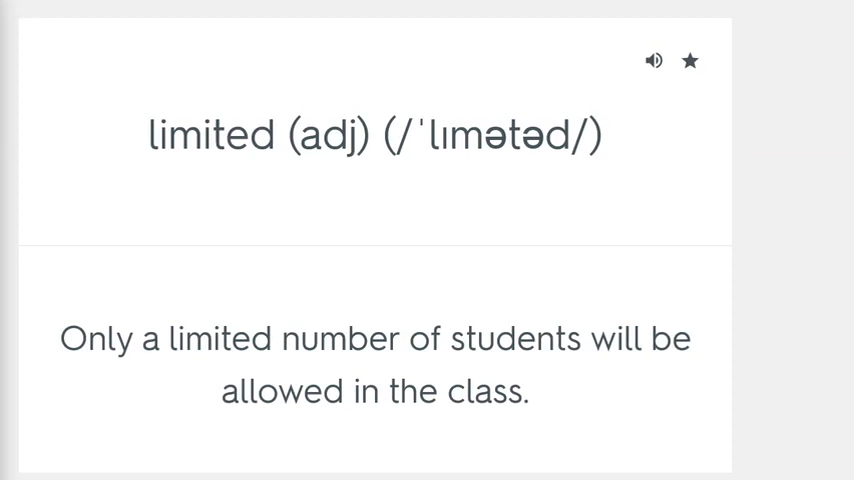 limited (adj) (/ˈlɪmətəd/)
Only a limited number of students will be
allowed in the class.